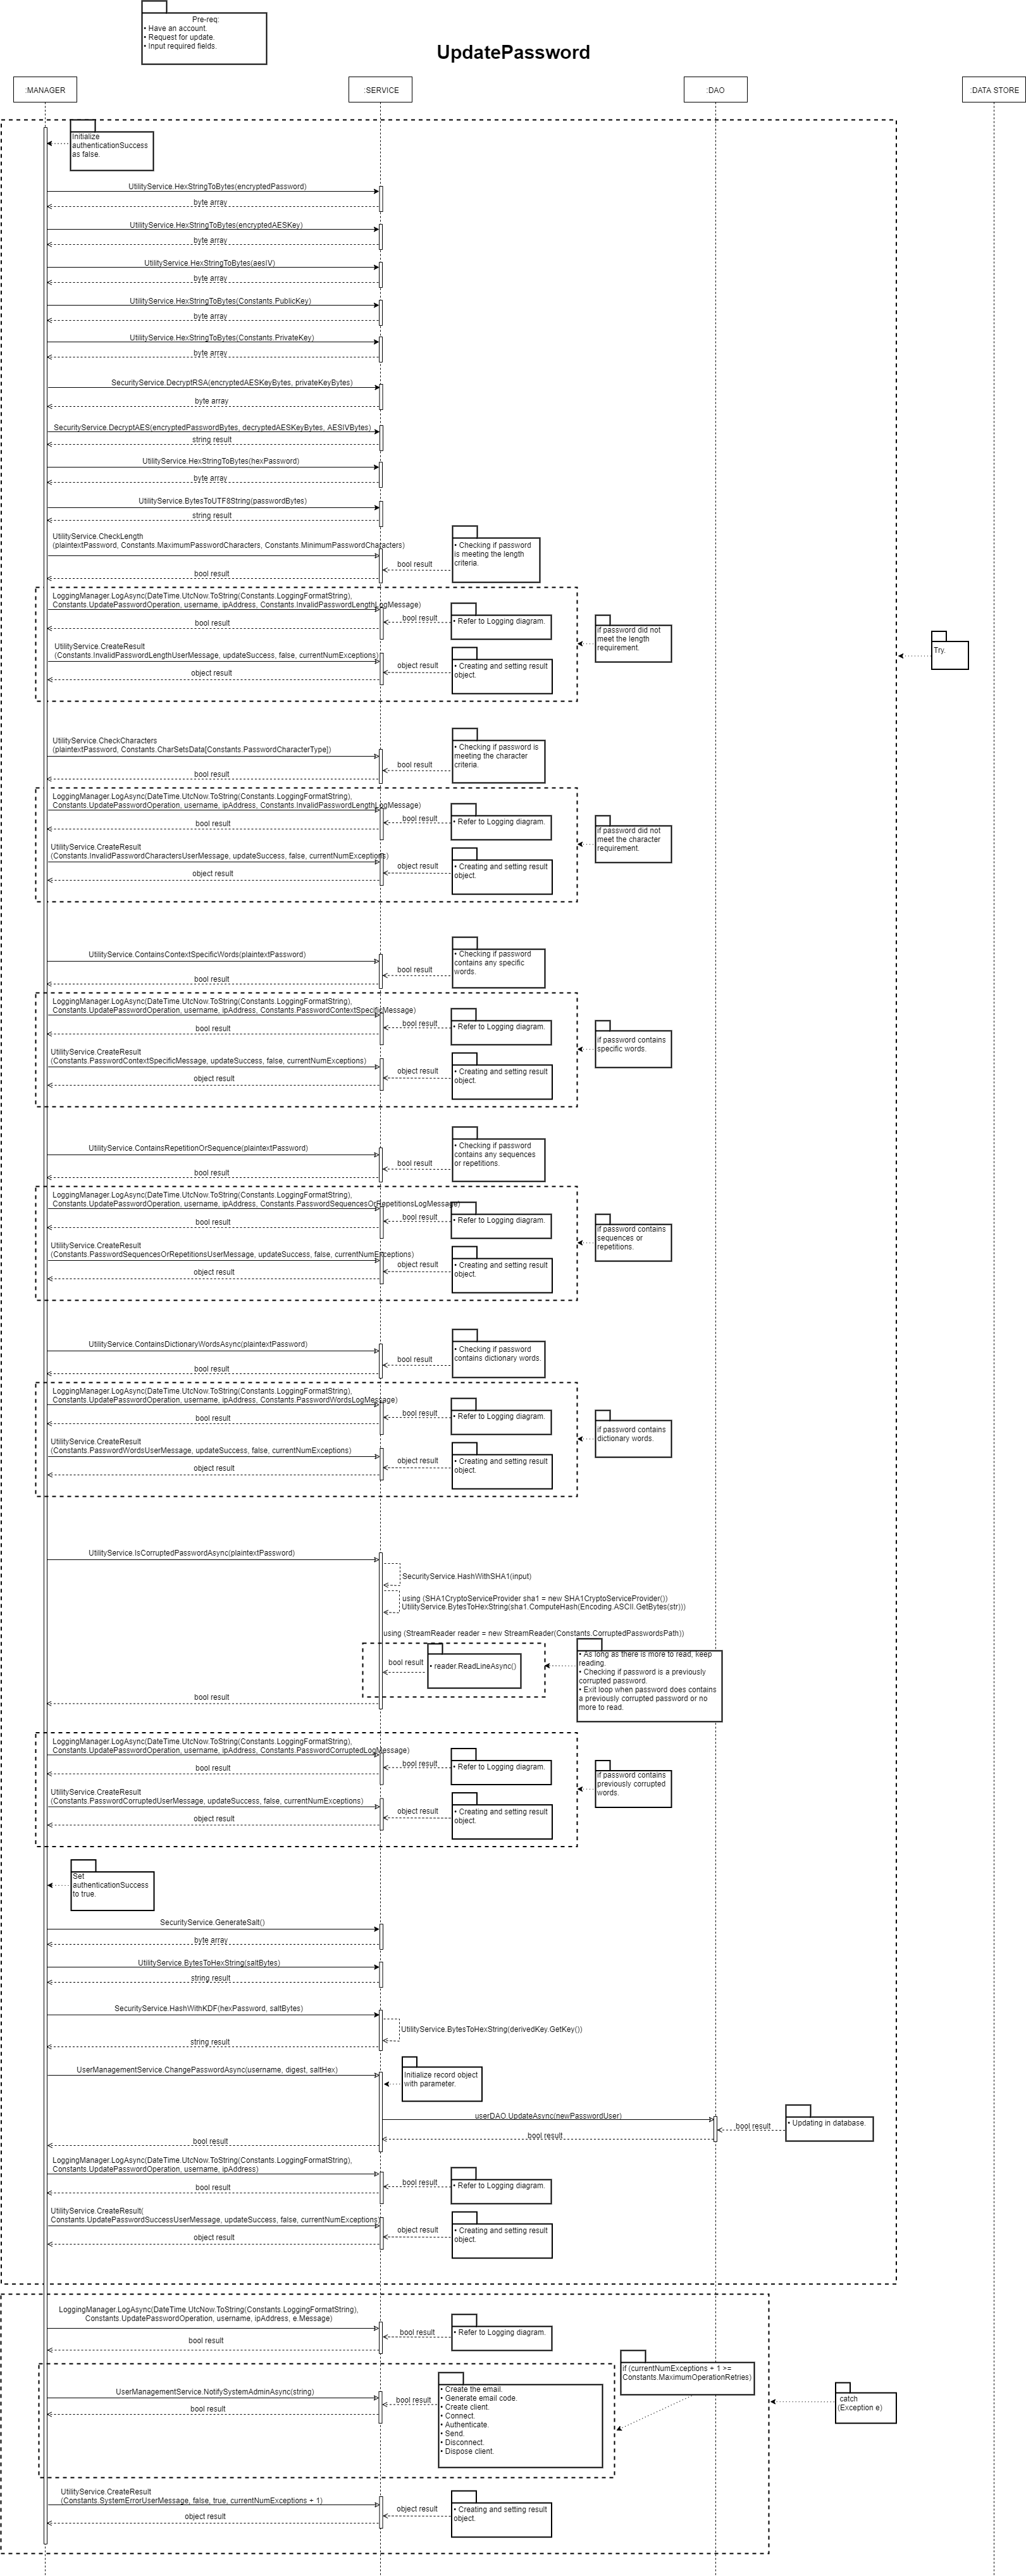 Pre-req:
• Have an account.
• Request for update.
• Input required fields.
UpdatePassword
:MANAGER
:SERVICE
:DAO
:DATA STORE
Initialize
authenticationSuccess
as false.
UtilityService.HexStringToBytes(encryptedPassword)
byte array
UtilityService.HexStringToBytes(encryptedAESKey)
byte array
UtilityService.HexStringToBytes(aesIV)
byte array
UtilityService.HexStringToBytes(Constants.PublicKey)
byte array
UtilityService.HexStringToBytes(Constants.PrivateKey)
byte array
SecurityService.DecryptRSA(encryptedAESKeyBytes, privateKeyBytes)
byte array
SecurityService.DecryptAES(encryptedPasswordBytes, decryptedAESKeyBytes, AESIVBytes)
string result
UtilityService.HexStringToBytes(hexPassword)
byte array
UtilityService.BytesToUTF8String(passwordBytes)
string result
UtilityService.CheckLength
(plaintextPassword, Constants.MaximumPasswordCharacters, Constants.MinimumPasswordCharacters)
bool result
bool result
• Checking if password
is meeting the length
criteria.
LoggingManager.LogAsync(DateTime.UtcNow.ToString(Constants.LoggingFormatString),
Constants.UpdatePasswordOperation, username, ipAddress, Constants.InvalidPasswordLengthLogMessage)
bool result
bool result
• Refer to Logging diagram.
if password did not
meet the length
requirement.
UtilityService.CreateResult
(Constants.InvalidPasswordLengthUserMessage, updateSuccess, false, currentNumExceptions)
object result
object result
• Creating and setting result
object.
Try.
UtilityService.CheckCharacters
(plaintextPassword, Constants.CharSetsData[Constants.PasswordCharacterType])
bool result
bool result
• Checking if password is
meeting the character
criteria.
LoggingManager.LogAsync(DateTime.UtcNow.ToString(Constants.LoggingFormatString),
Constants.UpdatePasswordOperation, username, ipAddress, Constants.InvalidPasswordLengthLogMessage)
bool result
bool result
• Refer to Logging diagram.
if password did not
meet the character
requirement.
UtilityService.CreateResult
(Constants.InvalidPasswordCharactersUserMessage, updateSuccess, false, currentNumExceptions)
object result
object result
• Creating and setting result
object.
UtilityService.ContainsContextSpecificWords(plaintextPassword)
bool result
bool result
• Checking if password
contains any specific
words.
LoggingManager.LogAsync(DateTime.UtcNow.ToString(Constants.LoggingFormatString),
Constants.UpdatePasswordOperation, username, ipAddress, Constants.PasswordContextSpecificMessage)
bool result
bool result
• Refer to Logging diagram.
if password contains
specific words.
UtilityService.CreateResult
(Constants.PasswordContextSpecificMessage, updateSuccess, false, currentNumExceptions)
object result
object result
• Creating and setting result
object.
UtilityService.ContainsRepetitionOrSequence(plaintextPassword)
bool result
bool result
• Checking if password
contains any sequences
or repetitions.
LoggingManager.LogAsync(DateTime.UtcNow.ToString(Constants.LoggingFormatString),
Constants.UpdatePasswordOperation, username, ipAddress, Constants.PasswordSequencesOrRepetitionsLogMessage)
bool result
bool result
• Refer to Logging diagram.
if password contains
sequences or
repetitions.
UtilityService.CreateResult
(Constants.PasswordSequencesOrRepetitionsUserMessage, updateSuccess, false, currentNumExceptions)
object result
object result
• Creating and setting result
object.
UtilityService.ContainsDictionaryWordsAsync(plaintextPassword)
bool result
bool result
• Checking if password
contains dictionary words.
LoggingManager.LogAsync(DateTime.UtcNow.ToString(Constants.LoggingFormatString),
Constants.UpdatePasswordOperation, username, ipAddress, Constants.PasswordWordsLogMessage)
bool result
bool result
• Refer to Logging diagram.
if password contains
dictionary words.
UtilityService.CreateResult
(Constants.PasswordWordsUserMessage, updateSuccess, false, currentNumExceptions)
object result
object result
• Creating and setting result
object.
UtilityService.IsCorruptedPasswordAsync(plaintextPassword)
SecurityService.HashWithSHA1(input)
using (SHA1CryptoServiceProvider sha1 = new SHA1CryptoServiceProvider())
UtilityService.BytesToHexString(sha1.ComputeHash(Encoding.ASCII.GetBytes(str)))
using (StreamReader reader = new StreamReader(Constants.CorruptedPasswordsPath))
bool result
• reader.ReadLineAsync()
• As long as there is more to read, keep
reading.
• Checking if password is a previously
corrupted password.
• Exit loop when password does contains
a previously corrupted password or no
more to read.
bool result
LoggingManager.LogAsync(DateTime.UtcNow.ToString(Constants.LoggingFormatString),
Constants.UpdatePasswordOperation, username, ipAddress, Constants.PasswordCorruptedLogMessage)
bool result
bool result
• Refer to Logging diagram.
if password contains
previously corrupted
words.
UtilityService.CreateResult
(Constants.PasswordCorruptedUserMessage, updateSuccess, false, currentNumExceptions)
object result
object result
• Creating and setting result
object.
Set
authenticationSuccess
to true.
SecurityService.GenerateSalt()
byte array
UtilityService.BytesToHexString(saltBytes)
string result
SecurityService.HashWithKDF(hexPassword, saltBytes)
UtilityService.BytesToHexString(derivedKey.GetKey())
string result
UserManagementService.ChangePasswordAsync(username, digest, saltHex)
Initialize record object
with parameter.
userDAO.UpdateAsync(newPasswordUser)
bool result
• Updating in database.
bool result
bool result
LoggingManager.LogAsync(DateTime.UtcNow.ToString(Constants.LoggingFormatString),
Constants.UpdatePasswordOperation, username, ipAddress)
bool result
bool result
• Refer to Logging diagram.
UtilityService.CreateResult(
Constants.UpdatePasswordSuccessUserMessage, updateSuccess, false, currentNumExceptions)
object result
object result
• Creating and setting result
object.
LoggingManager.LogAsync(DateTime.UtcNow.ToString(Constants.LoggingFormatString),
Constants.UpdatePasswordOperation, username, ipAddress, e.Message)
bool result
bool result
• Refer to Logging diagram.
if (currentNumExceptions + 1 >=
Constants.MaximumOperationRetries)
UserManagementService.NotifySystemAdminAsync(string)
bool result
bool result
• Create the email.
• Generate email code.
• Create client.
• Connect.
• Authenticate.
• Send.
• Disconnect.
• Dispose client.
catch
(Exception e)
UtilityService.CreateResult
(Constants.SystemErrorUserMessage, false, true, currentNumExceptions + 1)
object result
object result
• Creating and setting result
object.